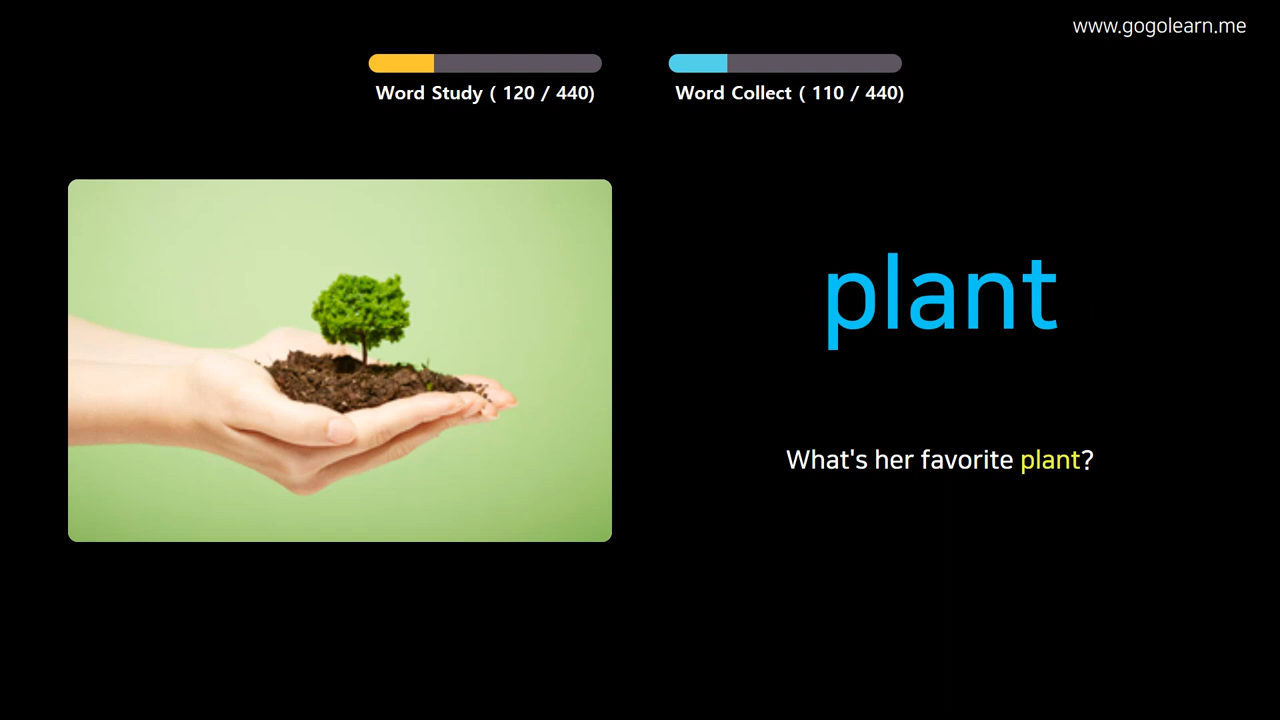 www.gogolearn.me
Word Study ( 120 / 440)
Word Collect ( 110 / 440)
plant
What's her favorite plant?